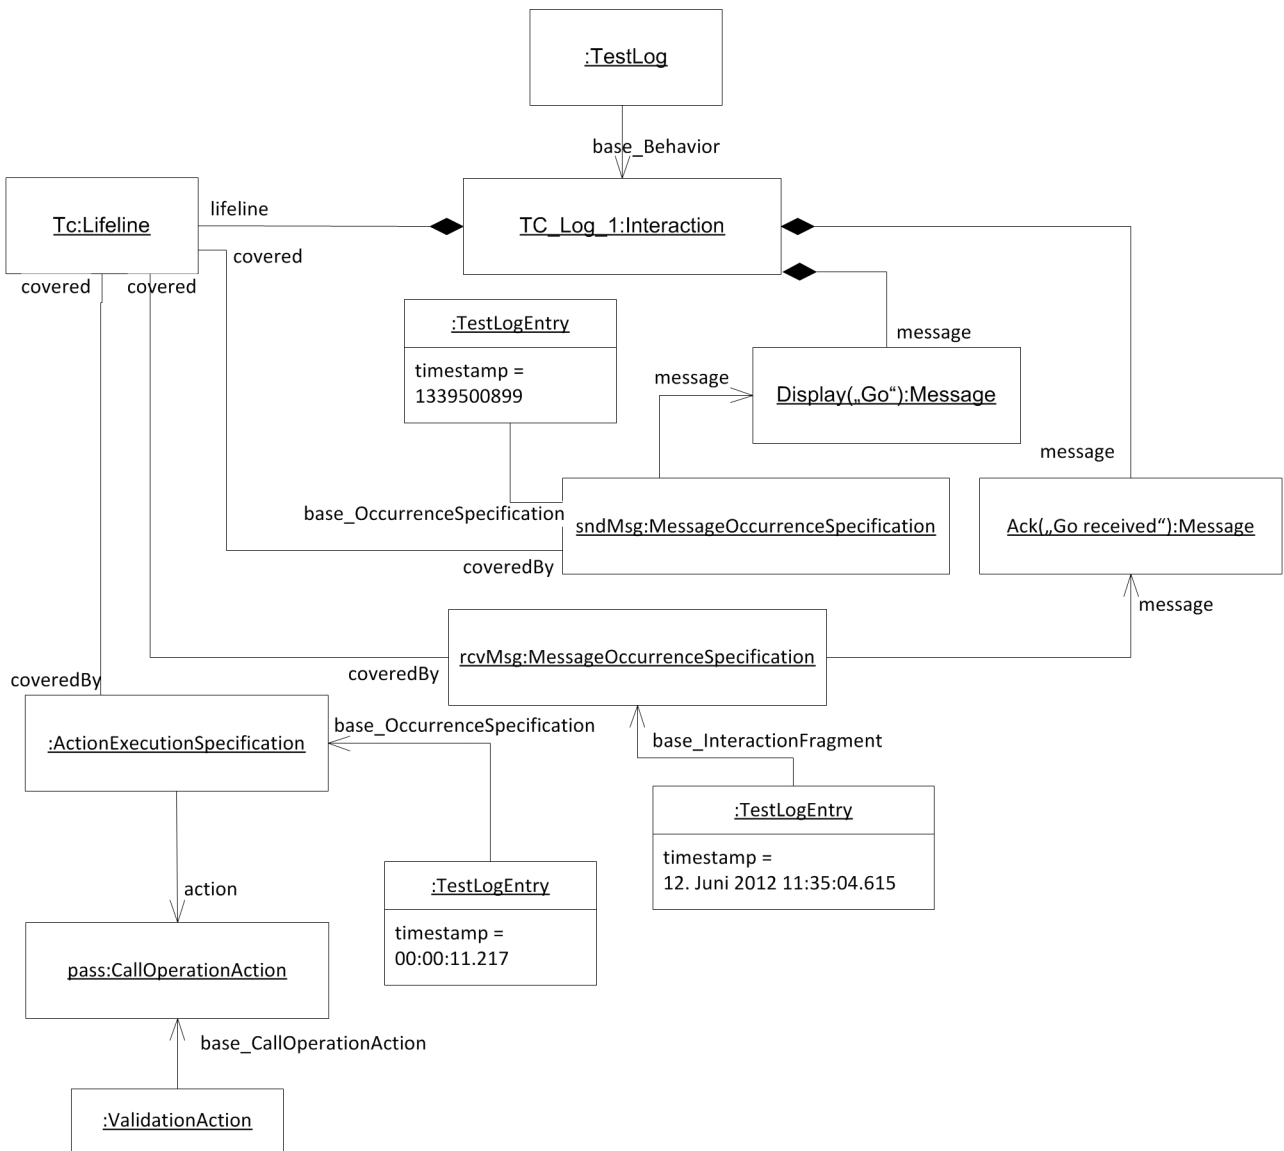 :TestLog
base_Behavior
Tc:Lifeline
lifeline
TC_Log_1:Interaction
covered
covered
covered
:TestLogEntry
timestamp =
1339500899
message
message
Display(„Go“):Message
message
base_OccurrenceSpecification
sndMsg:MessageOccurrenceSpecification
Ack(„Go received“):Message
coveredBy
message
rcvMsg:MessageOccurrenceSpecification
coveredBy
coveredBy
base_OccurrenceSpecification
:ActionExecutionSpecification
base_InteractionFragment
:TestLogEntry
timestamp =
12. Juni 2012 11:35:04.615
:TestLogEntry
timestamp =
00:00:11.217
action
pass:CallOperationAction
base_CallOperationAction
:ValidationAction